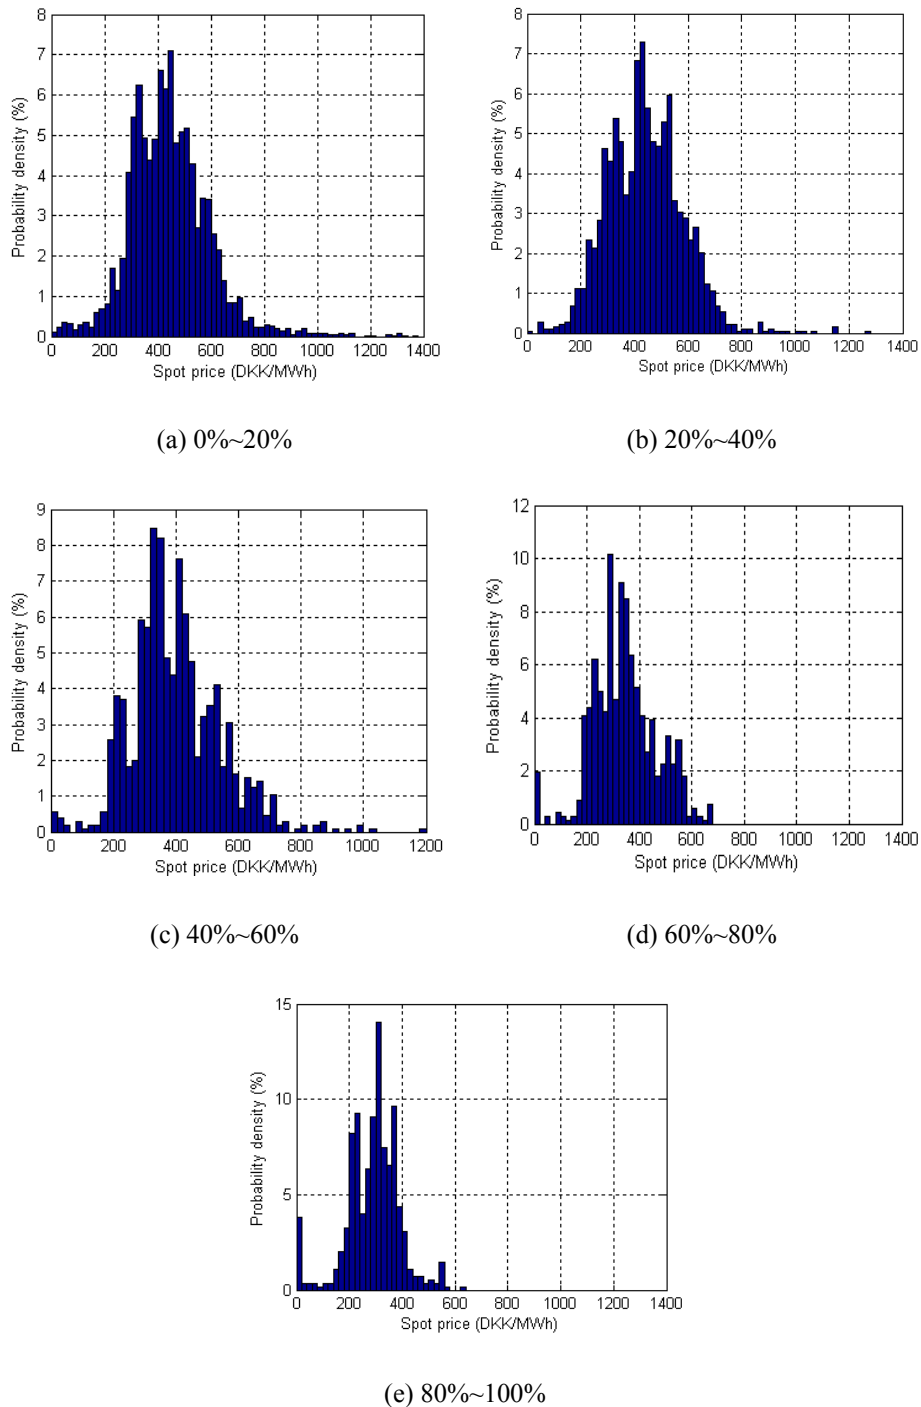 8
7
6
5
4
3
2
1
0
Probability density (%)
0 200 400 600 800 1000 1200 1400
Spot price (DKK/MWh)
(a) 0%~20%
8
7
6
5
4
3
2
1
0
Probability density (%)
0 200 400 600 800 1000 1200 1400
Spot price (DKK/MWh)
(b) 20%~40%
9
8
7
6
5
4
3
2
1
0
Probability density (%)
0 200 400 600 800 1000 1200
Spot price (DKK/MWh)
(c) 40%~60%
12
10
8
6
4
2
0
Probability density (%)
0 200 400 600 800 1000 1200 1400
Spot price (DKK/MWh)
(d) 60%~80%
15
10
5
0
Probability density (%)
0 200 400 600 800 1000 1200 1400
Spot price (DKK/MWh)
(e) 80%~100%